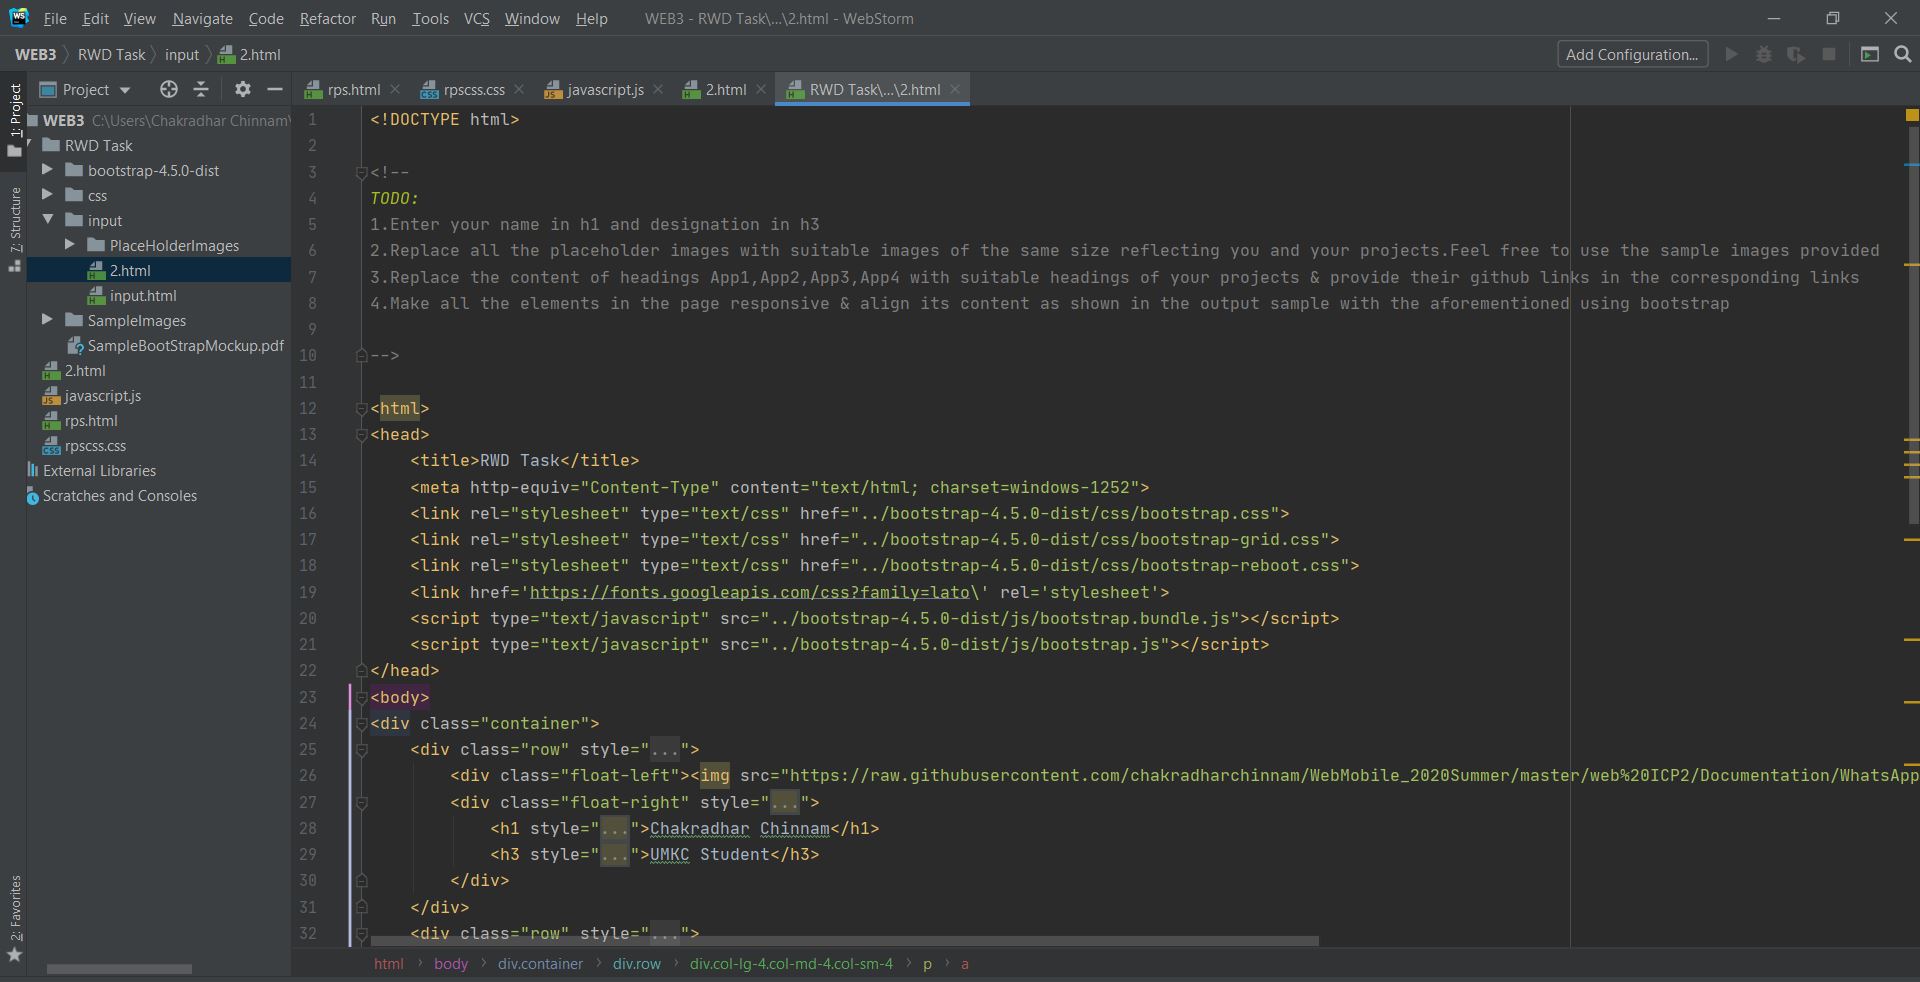 File Edit View Navigate Code Refactor Run Tools VCS Window Help WEB3 - RWD Task\...\2.html - WebStorm
WEB3 RWD Task input 2.html Add Configuration...
1: Project
7: Structure
2: Favorites
Project
WEB3 C:\Users\Chakradhar Chinnam\
RWD Task
bootstrap-4.5.0-dist
css
input
PlaceHolderImages
2.html
input.html
SampleImages
SampleBootStrapMockup.pdf
2.html
javascript.js
rps.html
rpscss.css
External Libraries
Scratches and Consoles
rps.html rpscss.css javascript.js 2.html RWD Task\...\2.html
1 <!DOCTYPE html>
2
3 <!--
4 TODO:
5 1.Enter your name in h1 and designation in h3
6 2.Replace all the placeholder images with suitable images of the same size reflecting you and your projects.Feel free to use the sample images provided
7 3.Replace the content of headings App1,App2,App3,App4 with suitable headings of your projects & provide their github links in the corresponding links
8 4.Make all the elements in the page responsive & align its content as shown in the output sample with the aforementioned using bootstrap
9
10 -->
11
12 <html>
13 <head>
14 <title>RWD Task</title>
15 <meta http-equiv="Content-Type" content="text/html; charset=windows-1252">
16 <link rel="stylesheet" type="text/css" href="../bootstrap-4.5.0-dist/css/bootstrap.css">
17 <link rel="stylesheet" type="text/css" href="../bootstrap-4.5.0-dist/css/bootstrap-grid.css">
18 <link rel="stylesheet" type="text/css" href="../bootstrap-4.5.0-dist/css/bootstrap-reboot.css">
19 <link href='https://fonts.googleapis.com/css?family=lato\' rel='stylesheet'>
20 <script type="text/javascript" src="../bootstrap-4.5.0-dist/js/bootstrap.bundle.js"></script>
21 <script type="text/javascript" src="../bootstrap-4.5.0-dist/js/bootstrap.js"></script>
22 </head>
23 <body>
24 <div class="container">
25 <div class="row" style="...">
26 <div class="float-left"><img src="https://raw.githubusercontent.com/chakradharchinnam/WebMobile_2020Summer/master/web%20ICP2/Documentation/WhatsApp
27 <div class="float-right" style="...">
28 <h1 style="...">Chakradhar Chinnam</h1>
29 <h3 style="...">UMKC Student</h3>
30 </div>
31 </div>
32 <div class="row" style="...">
html body div.container div.row div.col-lg-4.col-md-4.col-sm-4 p a